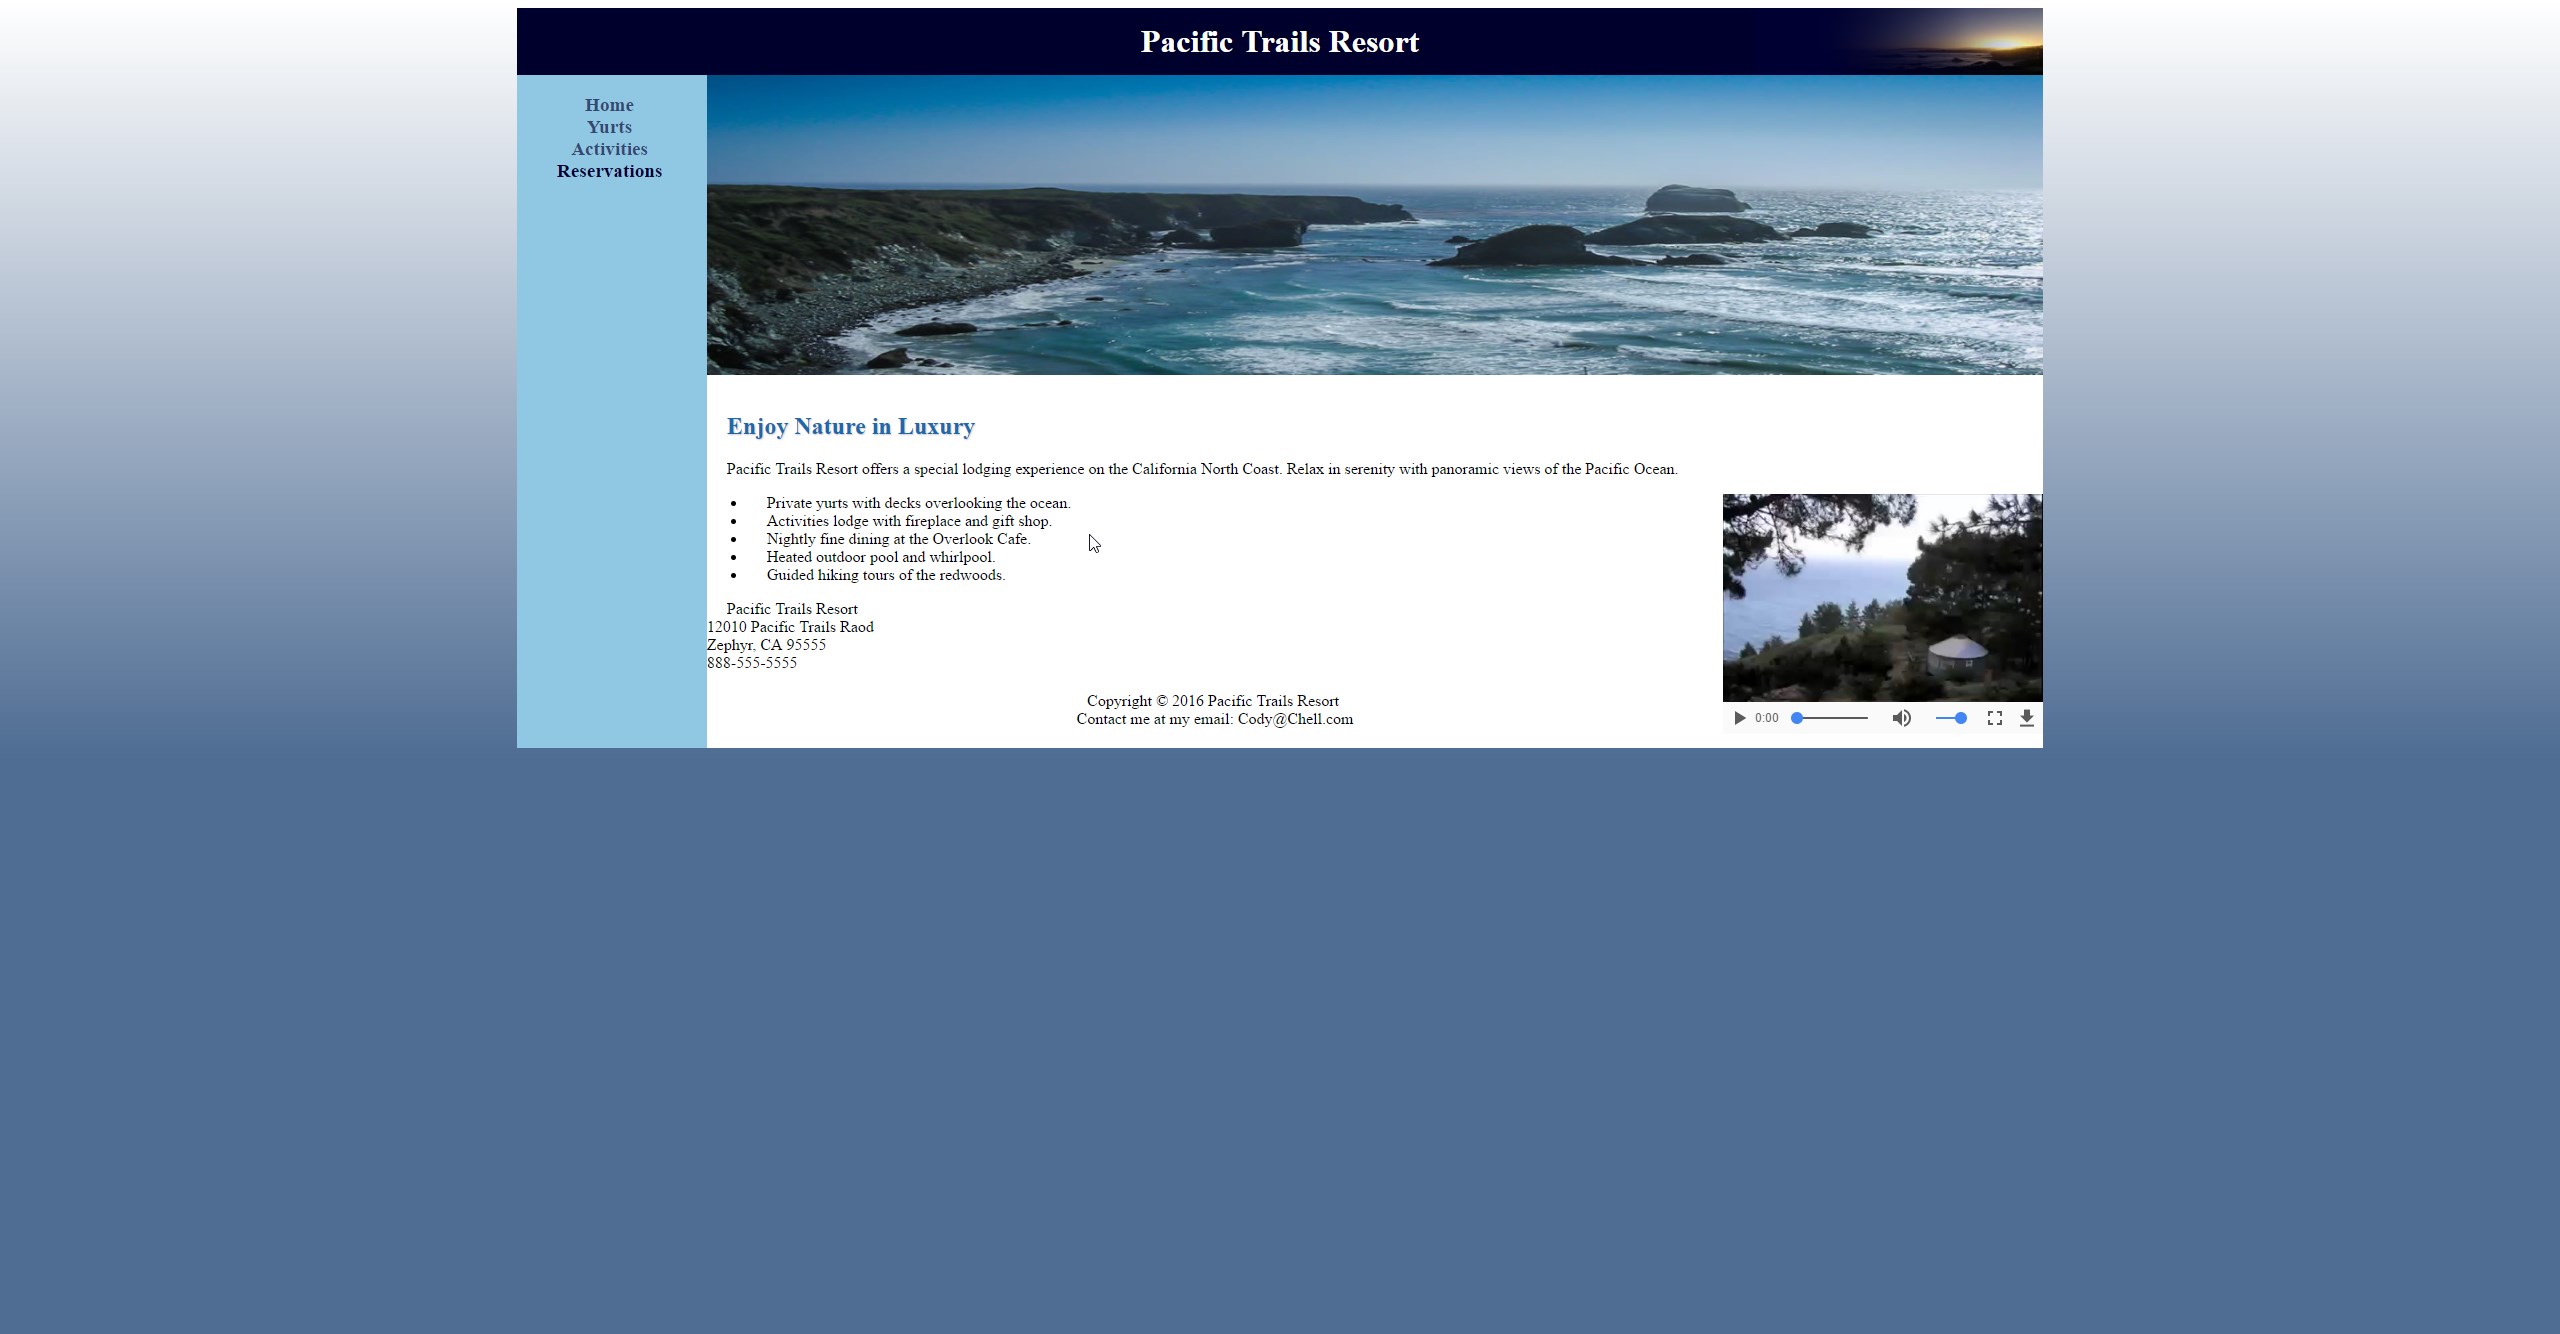 Pacific Trails Resort
Home
Yurts
Activities
Reservations
Enjoy Nature in Luxury
Pacific Trails Resort offers a special lodging experience on the California North Coast. Relax in serenity with panoramic views of the Pacific Ocean.
• Private yurts with decks overlooking the ocean.
• Activities lodge with fireplace and gift shop.
• Nightly fine dining at the Overlook Cafe.
• Heated outdoor pool and whirlpool.
• Guided hiking tours of the redwoods.
Pacific Trails Resort
12010 Pacific Trails Raod
Zephyr, CA 95555
888-555-5555
0:00
Copyright © 2016 Pacific Trails Resort
Contact me at my email: Cody@Chell.com